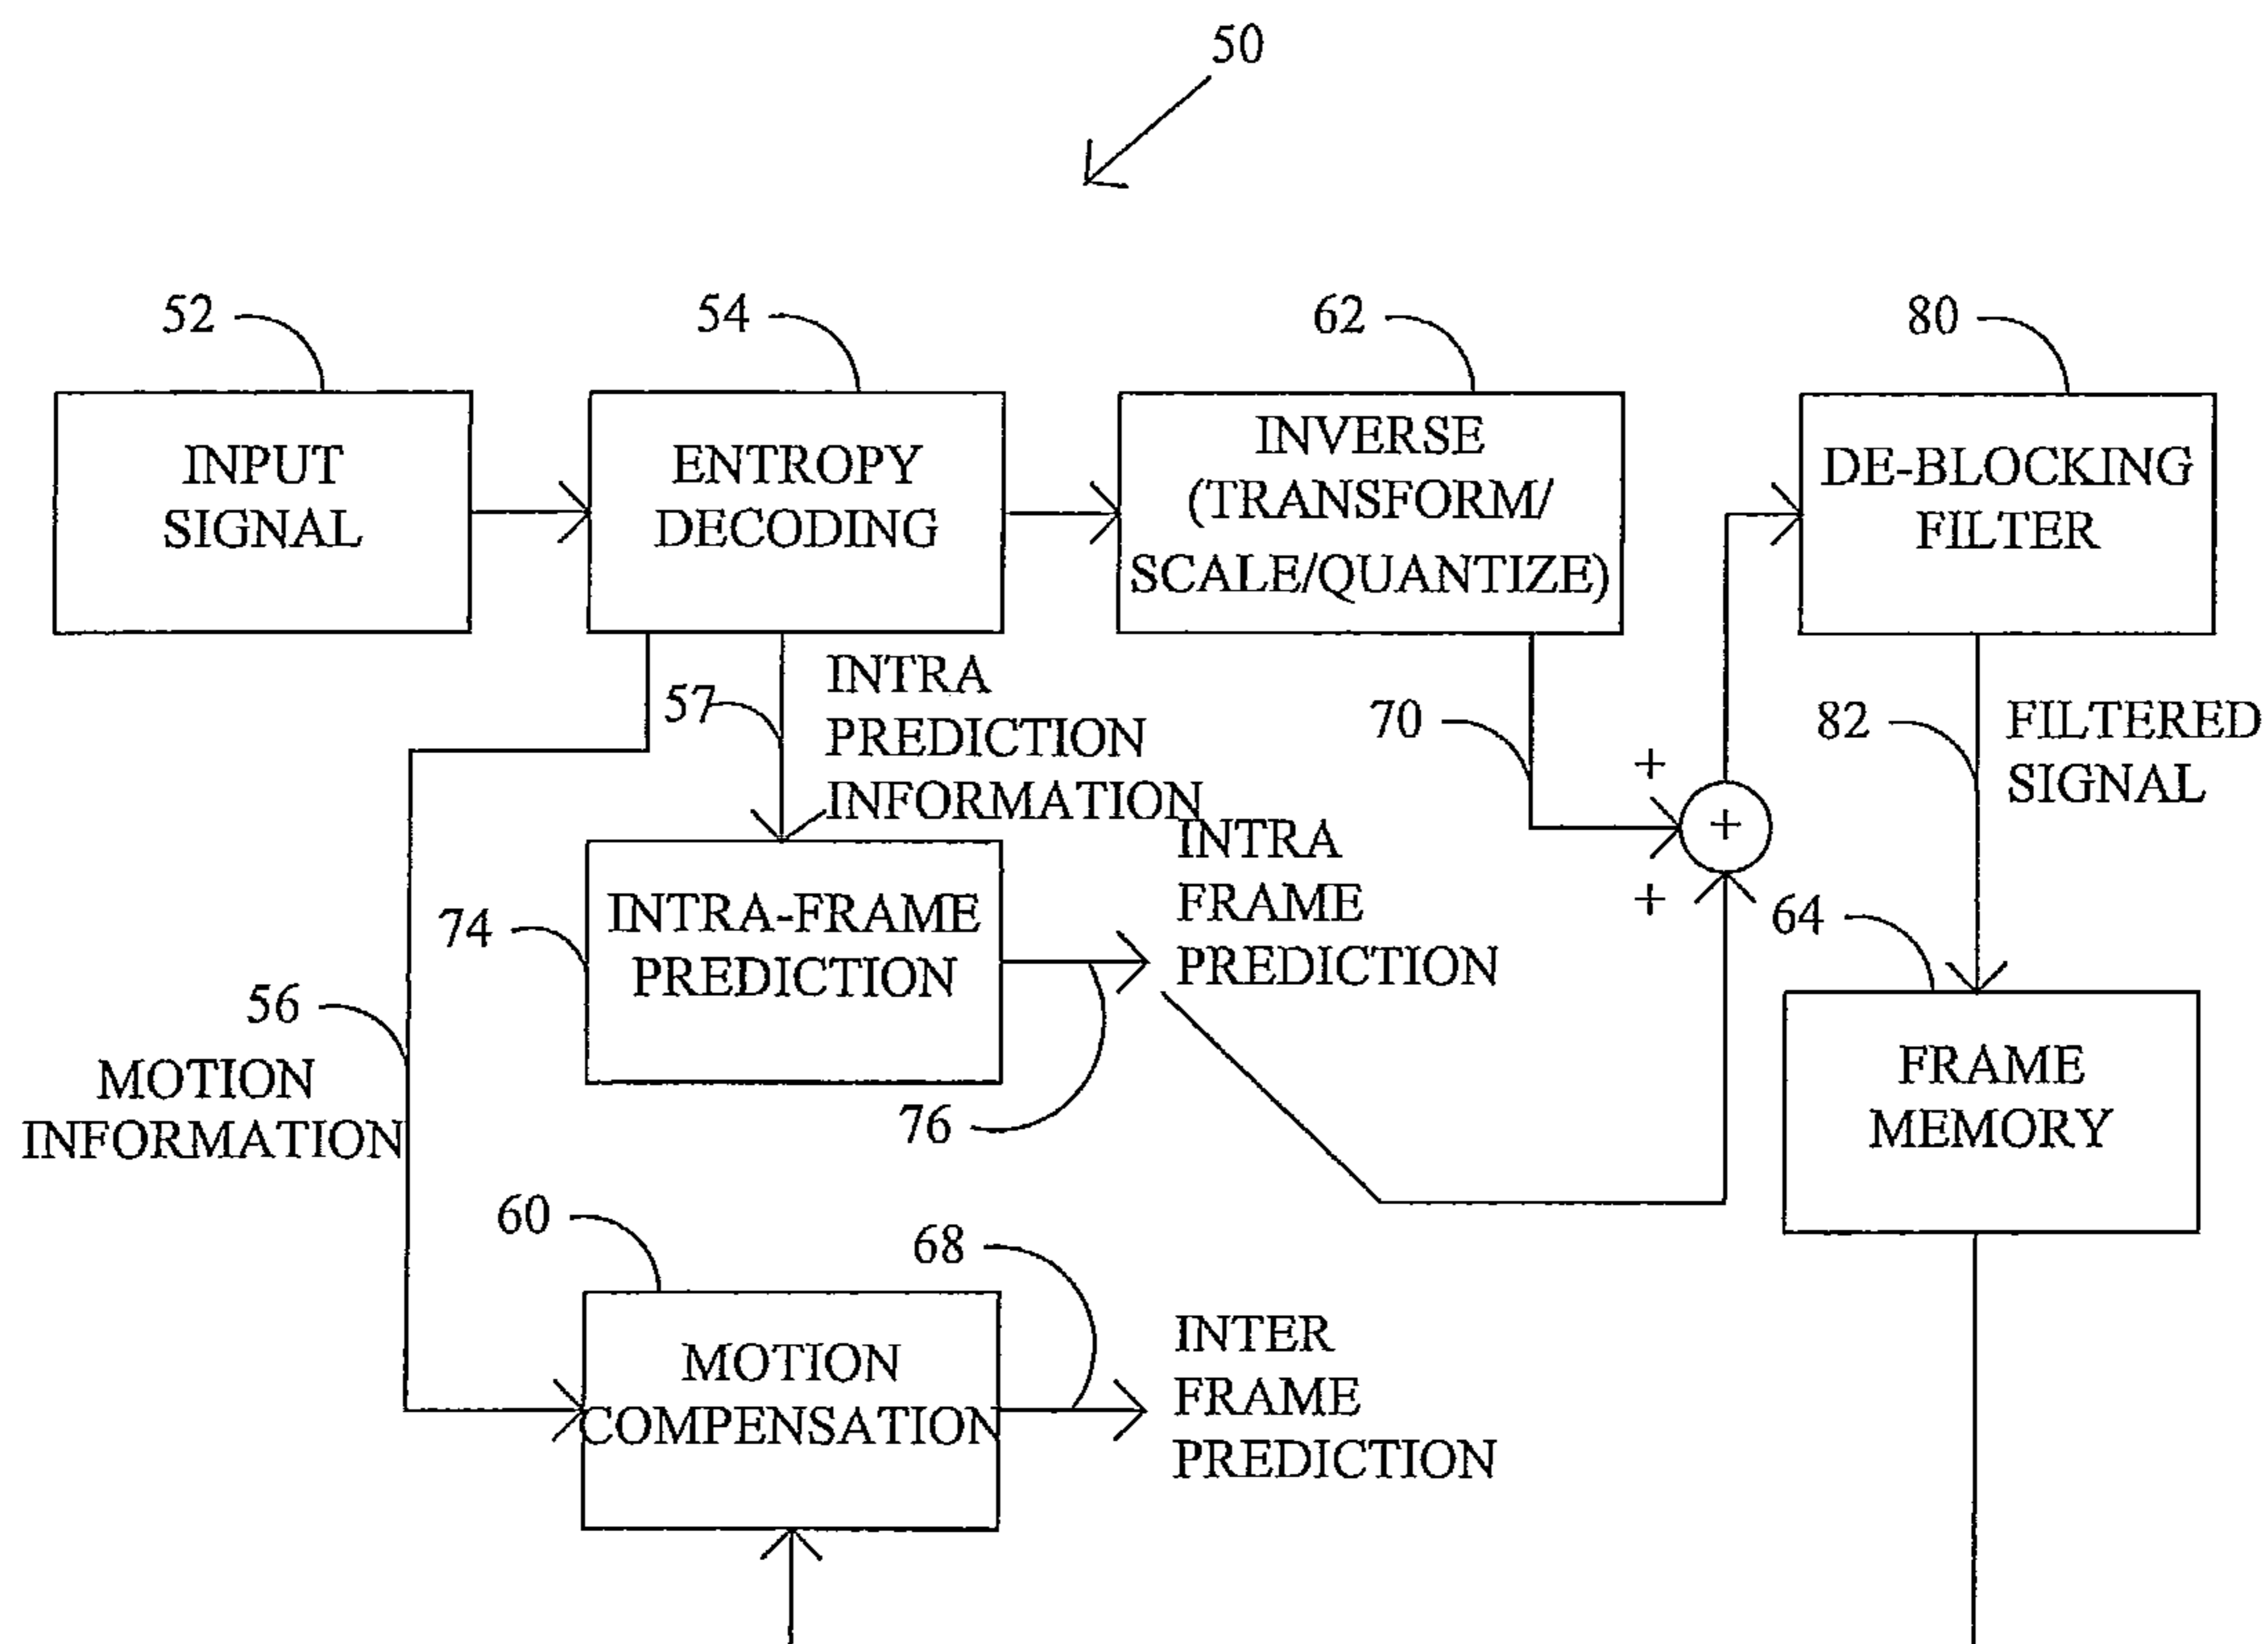 50
52
54
62
80
INPUT
SIGNAL
ENTROPY
DECODING
INVERSE
(TRANSFORM/
SCALE/QUANTIZE)
DE-BLOCKING
FILTER
57
INTRA
PREDICTION
INFORMATION
70
82
FILTERED
SIGNAL
+
+
+
74
INTRA-FRAME
PREDICTION
INTRA
FRAME
PREDICTION
64
76
56
MOTION
INFORMATION
FRAME
MEMORY
60
68
MOTION
COMPENSATION
INTER
FRAME
PREDICTION